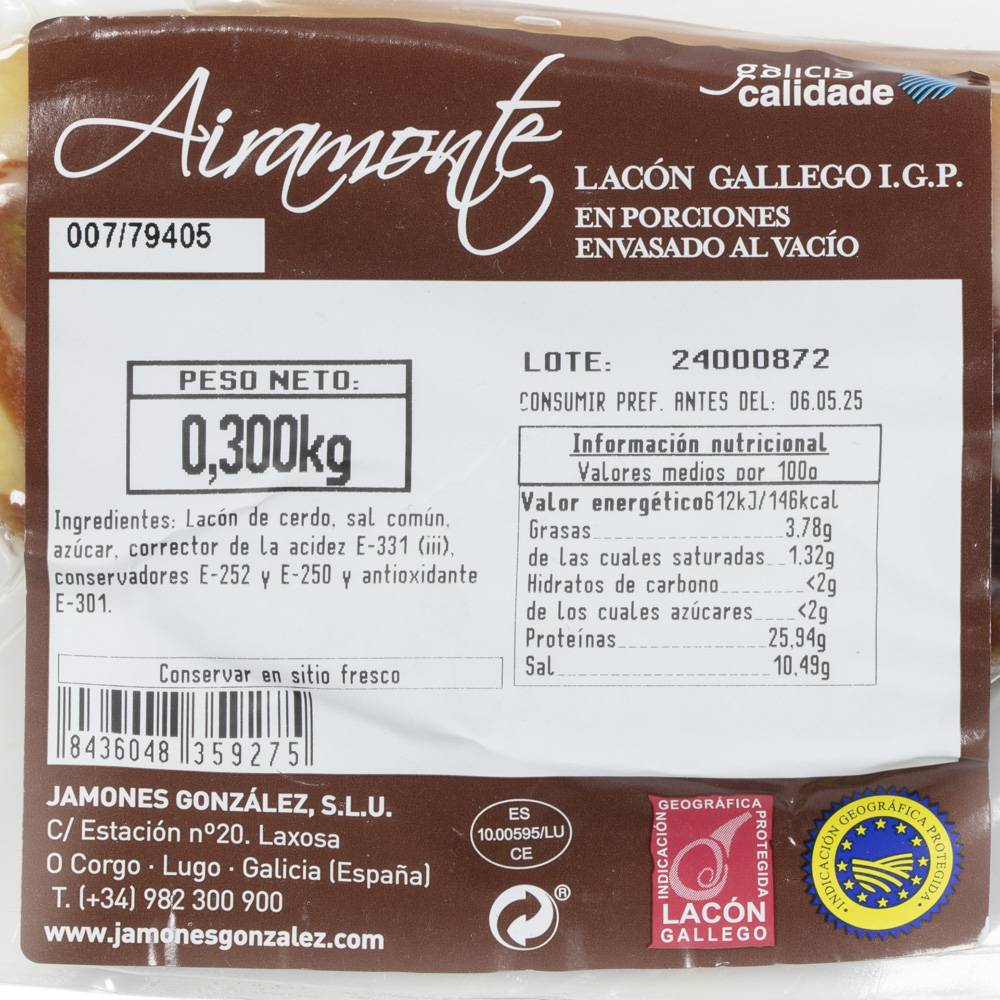 Airamonte
galicia
calidade
LACÓN GALLEGO I.G.P.
EN PORCIONES
ENVASADO AL VACÍO
007/79405
PESO NETO:
0,300kg
LOTE: 24000872
CONSUMIR PREF. ANTES DEL: 06.05.25
Información nutricional
Valores medios por 100g
Valor energético 612kJ/146kcal
Grasas 3,78g
de las cuales saturadas 1,32g
Hidratos de carbono <2g
de los cuales azúcares <2g
Proteínas 25,94g
Sal 10,49g
Ingredientes: Lacón de cerdo, sal común,
azúcar, corrector de la acidez E-331 (iii),
conservadores E-252 y E-250 y antioxidante
E-301.
Conservar en sitio fresco
8436048 359275
JAMONES GONZÁLEZ, S.L.U.
C/ Estación nº20. Laxosa
O Corgo · Lugo · Galicia (España)
T. (+34) 982 300 900
www.jamonesgonzalez.com
ES
10.00595/LU
CE
®
INDICACIÓN
GEOGRÁFICA
PROTEGIDA
LACÓN
GALLEGO
INDICACIÓN GEOGRÁFICA PROTEGIDA